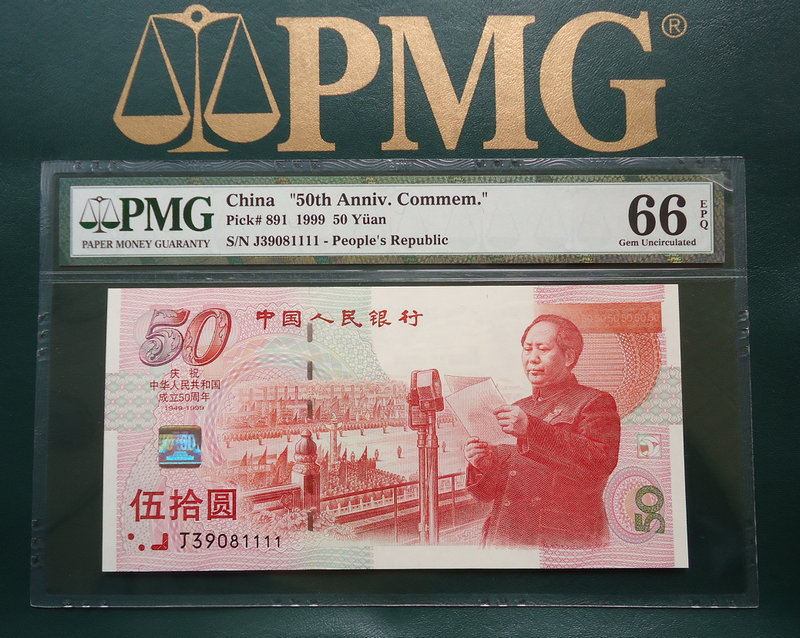 PMG®
PMG
PAPER MONEY GUARANTY
China "50th Anniv. Commem."
Pick# 891 1999 50 Yüan
S/N J39081111 - People's Republic
66
EPQ
Gem Uncirculated
50
中国人民银行
庆祝
中华人民共和国
成立50周年
1949-1999
伍拾圆
J39081111
50